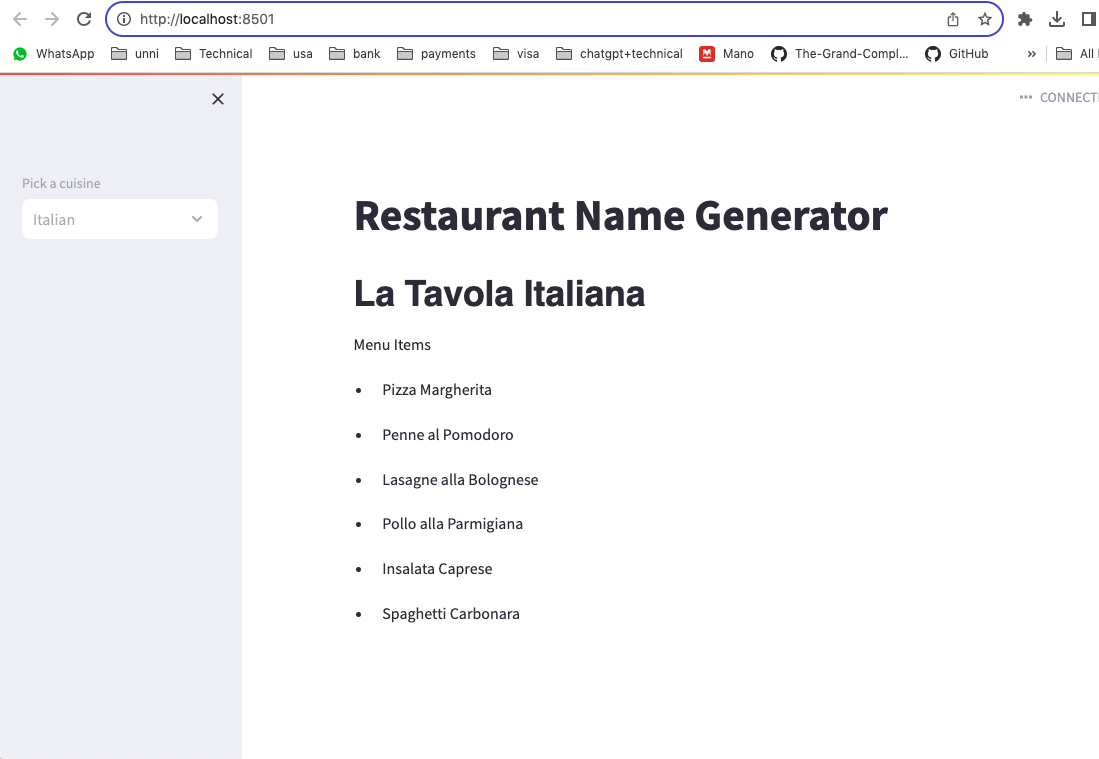 http://localhost:8501
WhatsApp unni Technical usa bank payments visa chatgpt+technical Mano The-Grand-Compl... GitHub » All
CONNECT
Pick a cuisine
Italian
Restaurant Name Generator
La Tavola Italiana
Menu Items
• Pizza Margherita
• Penne al Pomodoro
• Lasagne alla Bolognese
• Pollo alla Parmigiana
• Insalata Caprese
• Spaghetti Carbonara